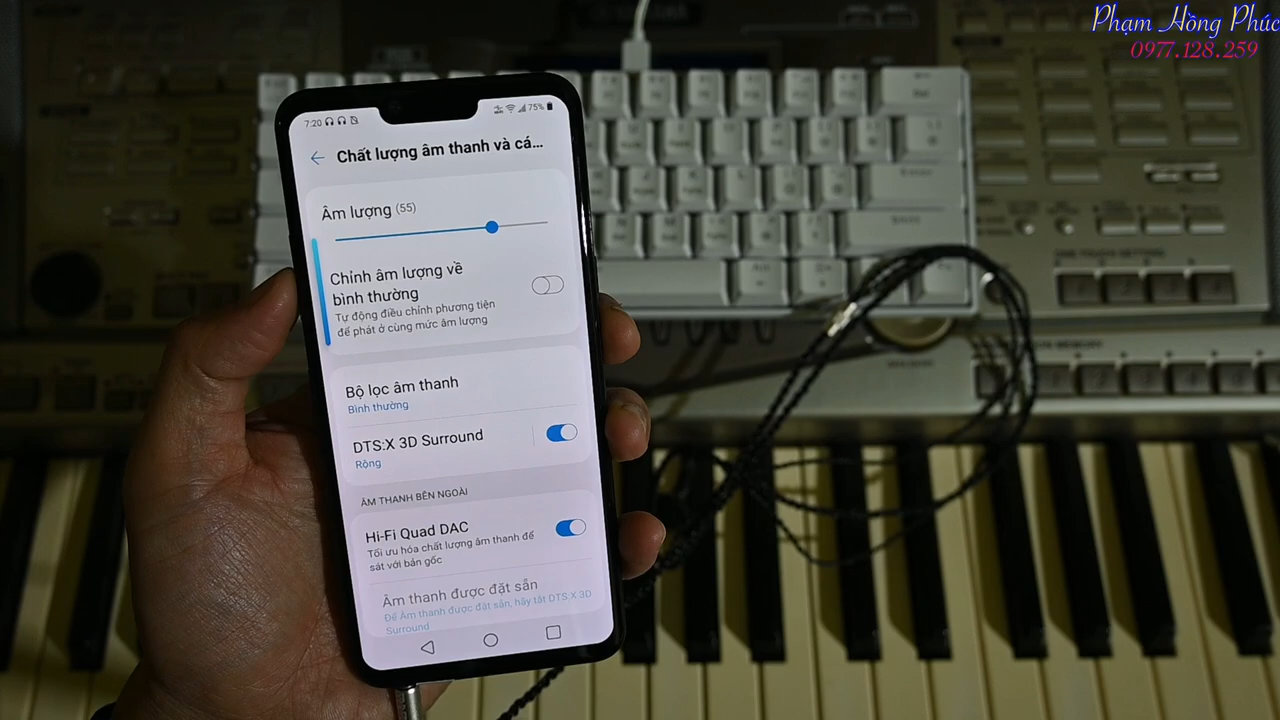 Phạm Hồng Phúc
0977.128.259
7:20
75%
Chất lượng âm thanh và cá...
Âm lượng (55)
Chỉnh âm lượng về
bình thường
Tự động điều chỉnh phương tiện
để phát ở cùng mức âm lượng
Bộ lọc âm thanh
Bình thường
DTS:X 3D Surround
Rộng
ÂM THANH BÊN NGOÀI
Hi-Fi Quad DAC
Tối ưu hóa chất lượng âm thanh để
sát với bản gốc
Âm thanh được đặt sẵn
Để Âm thanh được đặt sẵn, hãy tắt DTS:X 3D
Surround